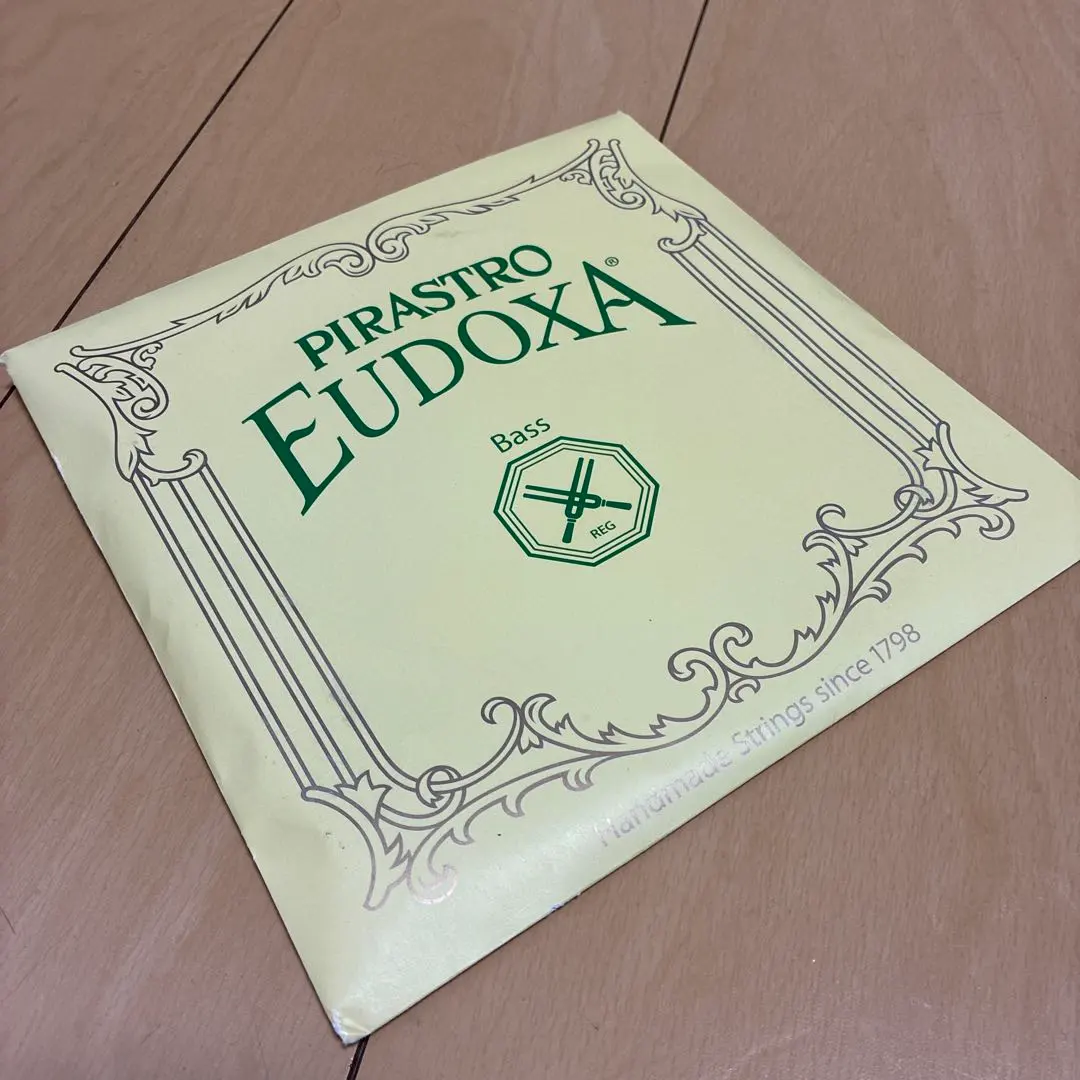 PIRASTRO
EUDOXA®
Bass
REG
Handmade Strings since 1798